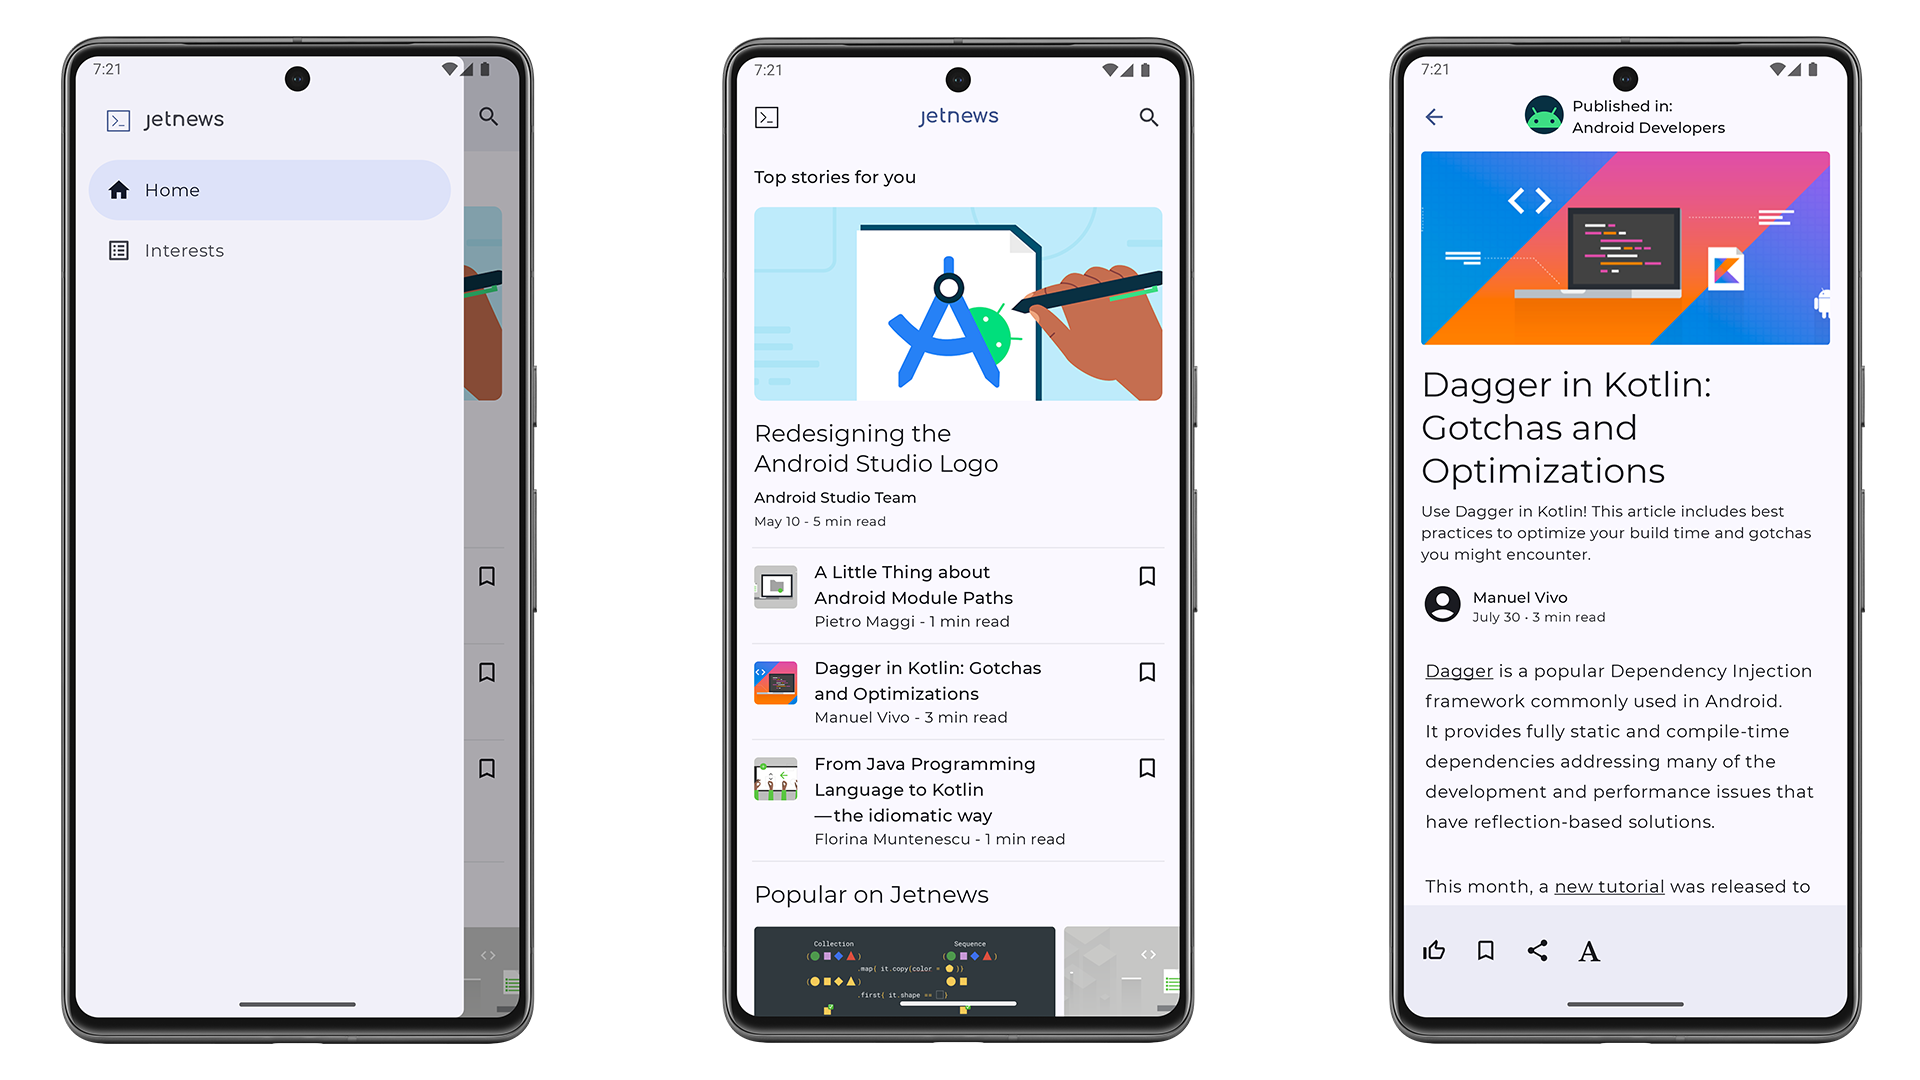 7:21
jetnews
Home
Interests
7:21
jetnews
Top stories for you
Redesigning the
Android Studio Logo
Android Studio Team
May 10 - 5 min read
A Little Thing about
Android Module Paths
Pietro Maggi - 1 min read
Dagger in Kotlin: Gotchas
and Optimizations
Manuel Vivo - 3 min read
From Java Programming
Language to Kotlin
—the idiomatic way
Florina Muntenescu - 1 min read
Popular on Jetnews
Collection Sequence
.map{ it.copy(color = )}
.first{ it.shape == }
7:21
Published in:
Android Developers
Dagger in Kotlin:
Gotchas and
Optimizations
Use Dagger in Kotlin! This article includes best
practices to optimize your build time and gotchas
you might encounter.
Manuel Vivo
July 30 • 3 min read
Dagger is a popular Dependency Injection
framework commonly used in Android.
It provides fully static and compile-time
dependencies addressing many of the
development and performance issues that
have reflection-based solutions.
This month, a new tutorial was released to
A